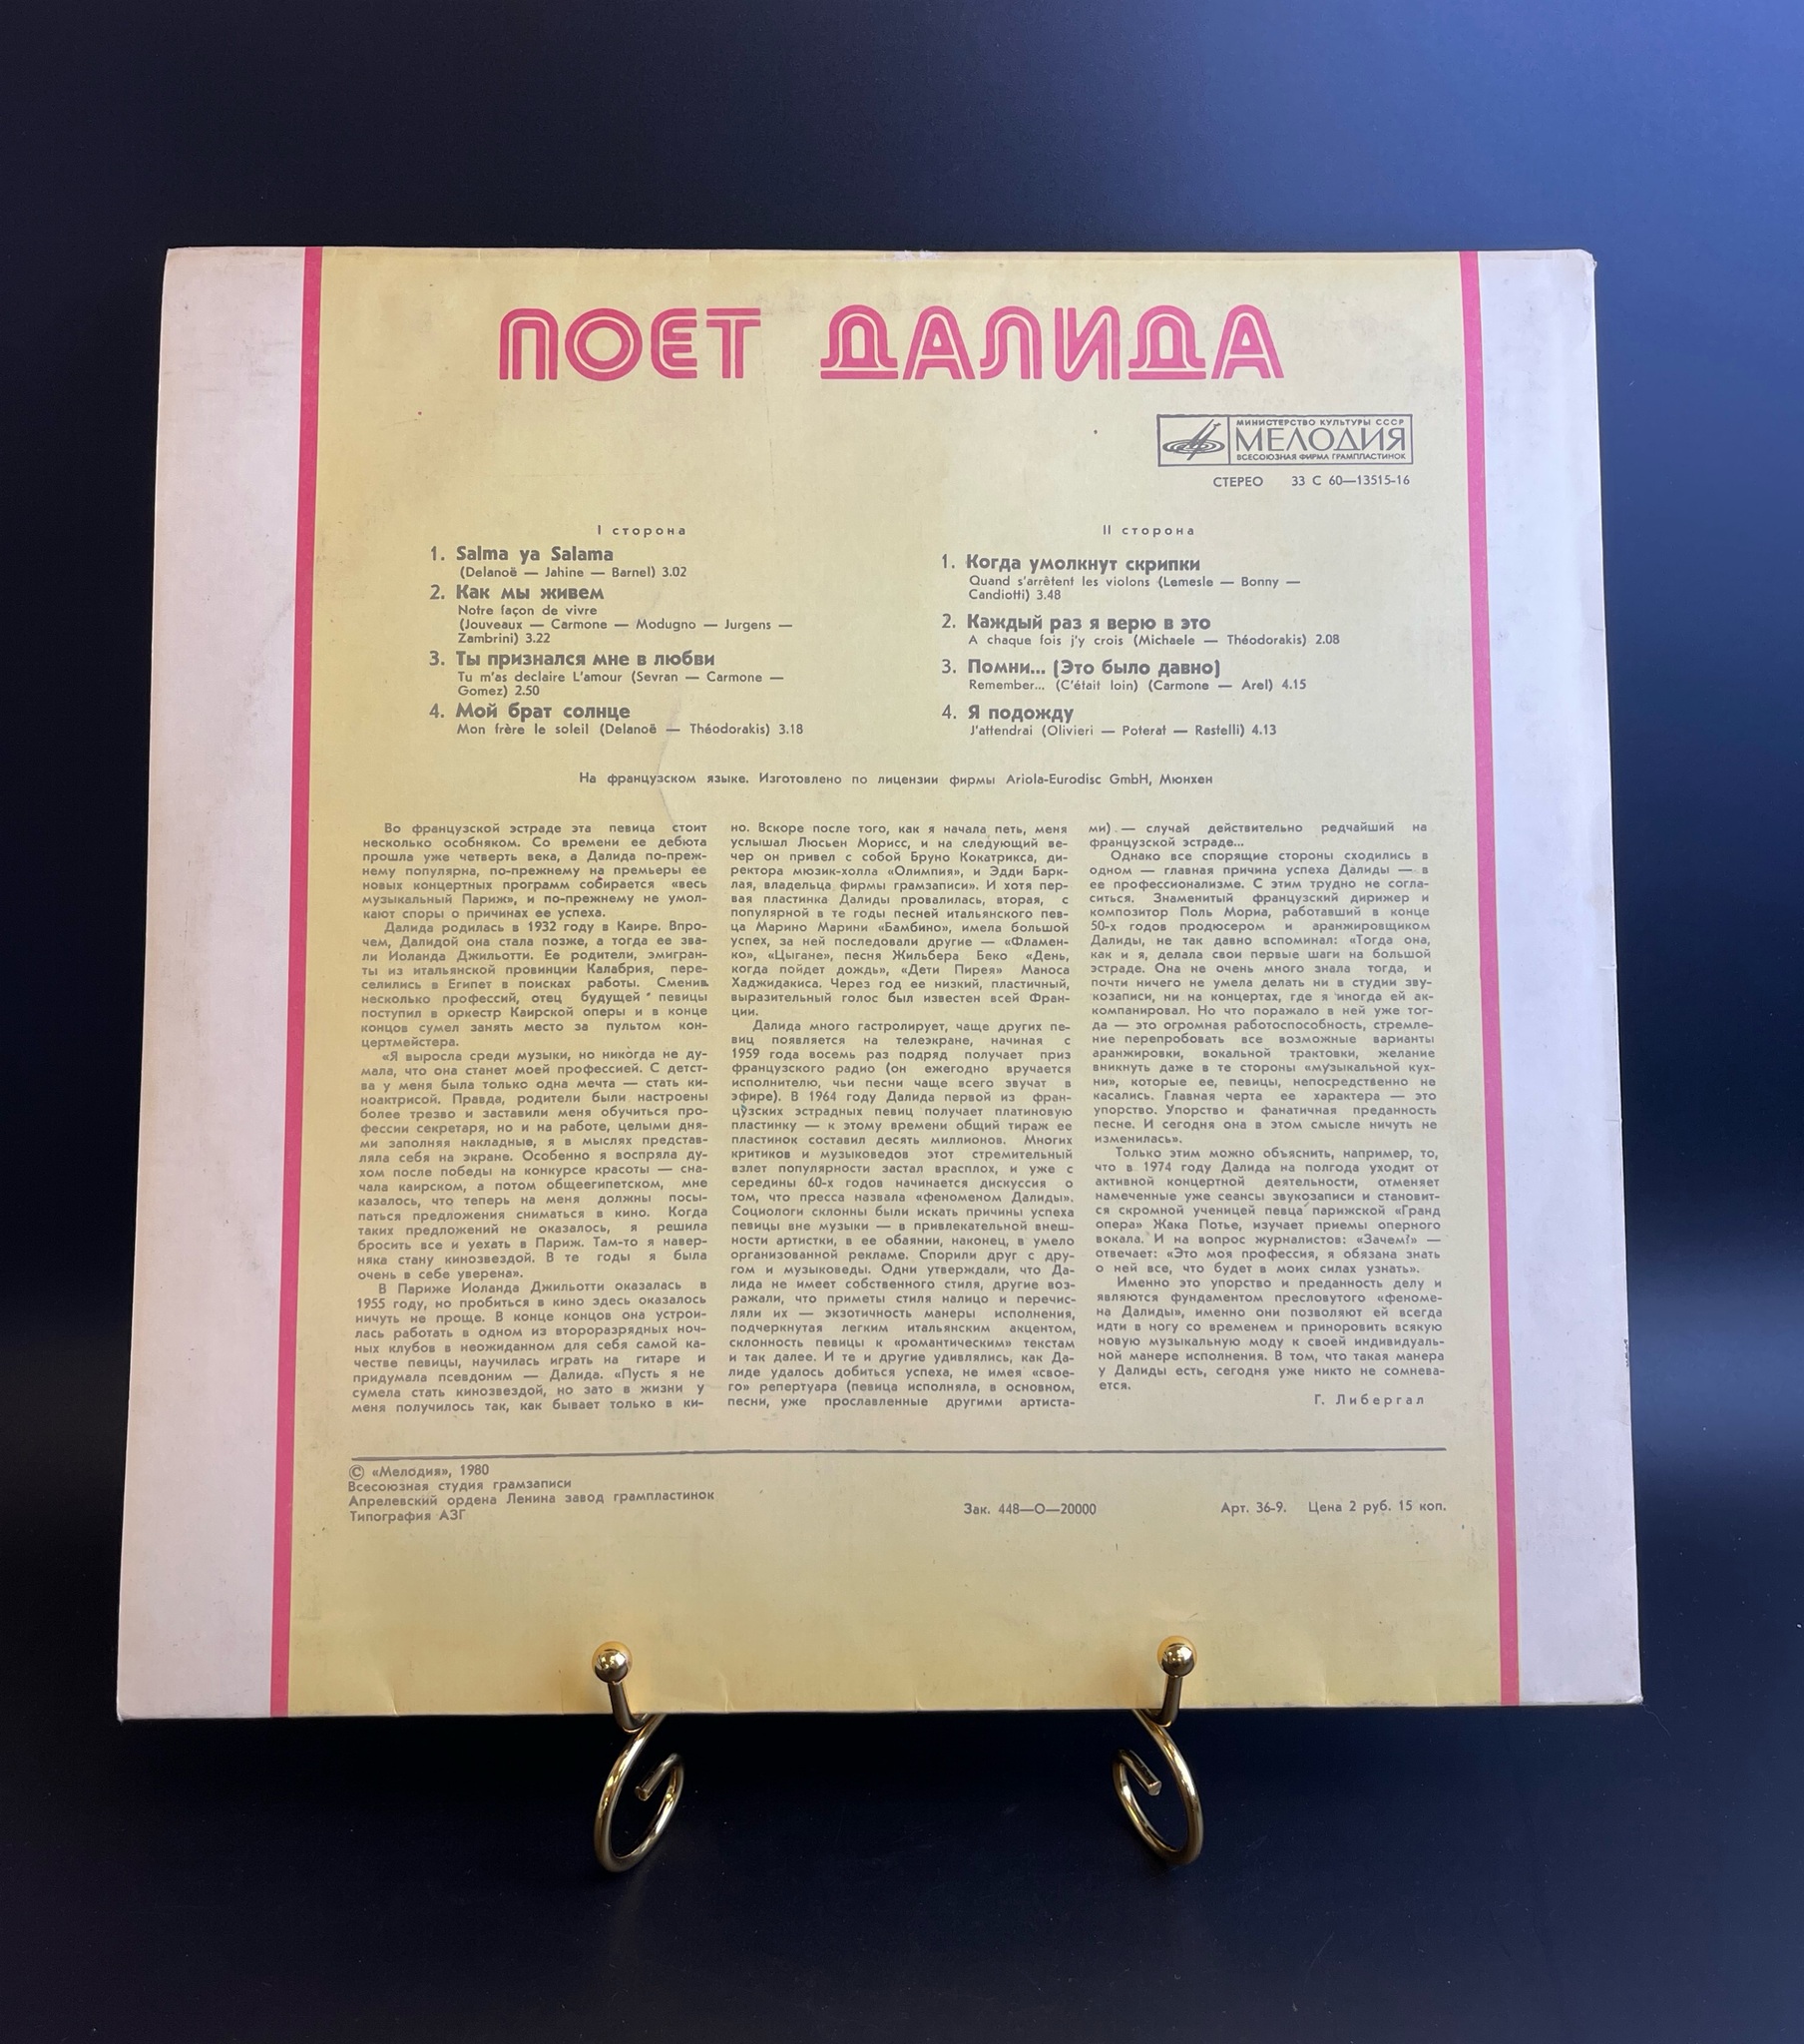 ПОЕТ ДАЛИДА
МИНИСТЕРСТВО КУЛЬТУРЫ СССР
МЕЛОДИЯ
ВСЕСОЮЗНАЯ ФИРМА ГРАМПЛАСТИНОК
СТЕРЕО 33 С 60—13515-16
I сторона
1. Salma ya Salama
(Delanoë — Jahine — Barnel) 3.02
2. Как мы живем
Notre façon de vivre
(Jouveaux — Carmone — Modugno — Jurgens —
Zambrini) 3.22
3. Ты признался мне в любви
Tu m'as declaire L'amour (Sevran — Carmone —
Gomez) 2.50
4. Мой брат солнце
Mon frère le soleil (Delanoë — Théodorakis) 3.18
II сторона
1. Когда умолкнут скрипки
Quand s'arrêtent les violons (Lemesle — Bonny —
Candiotti) 3.48
2. Каждый раз я верю в это
A chaque fois j'y crois (Michaele — Théodorakis) 2.08
3. Помни... (Это было давно)
Remember... (C'était loin) (Carmone — Arel) 4.15
4. Я подожду
J'attendrai (Olivieri — Poterat — Rastelli) 4.13
На французском языке. Изготовлено по лицензии фирмы Ariola-Eurodisc GmbH, Мюнхен
Во французской эстраде эта певица стоит
несколько особняком. Со времени ее дебюта
прошла уже четверть века, а Далида по-преж-
нему популярна, по-прежнему на премьеры ее
новых концертных программ собирается «весь
музыкальный Париж», и по-прежнему не умол-
кают споры о причинах ее успеха.
Далида родилась в 1932 году в Каире. Впро-
чем, Далидой она стала позже, а тогда ее зва-
ли Иоланда Джильотти. Ее родители, эмигран-
ты из итальянской провинции Калабрия, пере-
селились в Египет в поисках работы. Сменив
несколько профессий, отец будущей певицы
поступил в оркестр Каирской оперы и в конце
концов сумел занять место за пультом кон-
цертмейстера.
«Я выросла среди музыки, но никогда не ду-
мала, что она станет моей профессией. С детст-
ва у меня была только одна мечта — стать ки-
ноактрисой. Правда, родители были настроены
более трезво и заставили меня обучиться про-
фессии секретаря, но и на работе, целыми дня-
ми заполняя накладные, я в мыслях представ-
ляла себя на экране. Особенно я воспряла ду-
хом после победы на конкурсе красоты — сна-
чала каирском, а потом общеегипетском, мне
казалось, что теперь на меня должны посы-
паться предложения сниматься в кино. Когда
таких предложений не оказалось, я решила
бросить все и уехать в Париж. Там-то я навер-
няка стану кинозвездой. В те годы я была
очень в себе уверена».
В Париже Иоланда Джильотти оказалась в
1955 году, но пробиться в кино здесь оказалось
ничуть не проще. В конце концов она устрои-
лась работать в одном из второразрядных ноч-
ных клубов в неожиданном для себя самой ка-
честве певицы, научилась играть на гитаре и
придумала псевдоним — Далида. «Пусть я не
сумела стать кинозвездой, но зато в жизни у
меня получилось так, как бывает только в ки-
но. Вскоре после того, как я начала петь, меня
услышал Люсьен Морисс, и на следующий ве-
чер он привел с собой Бруно Кокатрикса, ди-
ректора мюзик-холла «Олимпия», и Эдди Барк-
лая, владельца фирмы грамзаписи». И хотя пер-
вая пластинка Далиды провалилась, вторая, с
популярной в те годы песней итальянского пев-
ца Марино Марини «Бамбино», имела большой
успех, за ней последовали другие — «Фламен-
ко», «Цыгане», песня Жильбера Беко «День,
когда пойдет дождь», «Дети Пирея» Маноса
Хаджидакиса. Через год ее низкий, пластичный,
выразительный голос был известен всей Фран-
ции.
Далида много гастролирует, чаще других пе-
виц появляется на телеэкране, начиная с
1959 года восемь раз подряд получает приз
французского радио (он ежегодно вручается
исполнителю, чьи песни чаще всего звучат в
эфире). В 1964 году Далида первой из фран-
цузских эстрадных певиц получает платиновую
пластинку — к этому времени общий тираж ее
пластинок составил десять миллионов. Многих
критиков и музыковедов этот стремительный
взлет популярности застал врасплох, и уже с
середины 60-х годов начинается дискуссия о
том, что пресса назвала «феноменом Далиды».
Социологи склонны были искать причины успеха
певицы вне музыки — в привлекательной внеш-
ности артистки, в ее обаянии, наконец, в умело
организованной рекламе. Спорили друг с дру-
гом и музыковеды. Одни утверждали, что Да-
лида не имеет собственного стиля, другие воз-
ражали, что приметы стиля налицо и перечис-
ляли их — экзотичность манеры исполнения,
подчеркнутая легким итальянским акцентом,
склонность певицы к «романтическим» текстам
и так далее. И те и другие удивлялись, как Да-
лиде удалось добиться успеха, не имея «свое-
го» репертуара (певица исполняла, в основном,
песни, уже прославленные другими артиста-
ми) — случай действительно редчайший на
французской эстраде...
Однако все спорящие стороны сходились в
одном — главная причина успеха Далиды — в
ее профессионализме. С этим трудно не согла-
ситься. Знаменитый французский дирижер и
композитор Поль Мориа, работавший в конце
50-х годов продюсером и аранжировщиком
Далиды, не так давно вспоминал: «Тогда она,
как и я, делала свои первые шаги на большой
эстраде. Она не очень много знала тогда, и
почти ничего не умела делать ни в студии зву-
козаписи, ни на концертах, где я иногда ей ак-
компанировал. Но что поражало в ней уже тог-
да — это огромная работоспособность, стремле-
ние перепробовать все возможные варианты
аранжировки, вокальной трактовки, желание
вникнуть даже в те стороны «музыкальной кух-
ни», которые ее, певицы, непосредственно не
касались. Главная черта ее характера — это
упорство. Упорство и фанатичная преданность
песне. И сегодня она в этом смысле ничуть не
изменилась».
Только этим можно объяснить, например, то,
что в 1974 году Далида на полгода уходит от
активной концертной деятельности, отменяет
намеченные уже сеансы звукозаписи и становит-
ся скромной ученицей певца парижской «Гранд
опера» Жака Потье, изучает приемы оперного
вокала. И на вопрос журналистов: «Зачем?» —
отвечает: «Это моя профессия, я обязана знать
о ней все, что будет в моих силах узнать».
Именно это упорство и преданность делу и
являются фундаментом пресловутого «феноме-
на Далиды», именно они позволяют ей всегда
идти в ногу со временем и приноровить всякую
новую музыкальную моду к своей индивидуаль-
ной манере исполнения. В том, что такая манера
у Далиды есть, сегодня уже никто не сомнева-
ется.
Г. Либергал
© «Мелодия», 1980
Всесоюзная студия грамзаписи
Апрелевский ордена Ленина завод грампластинок
Типография АЗГ
Зак. 448—О—20000
Арт. 36-9. Цена 2 руб. 15 коп.